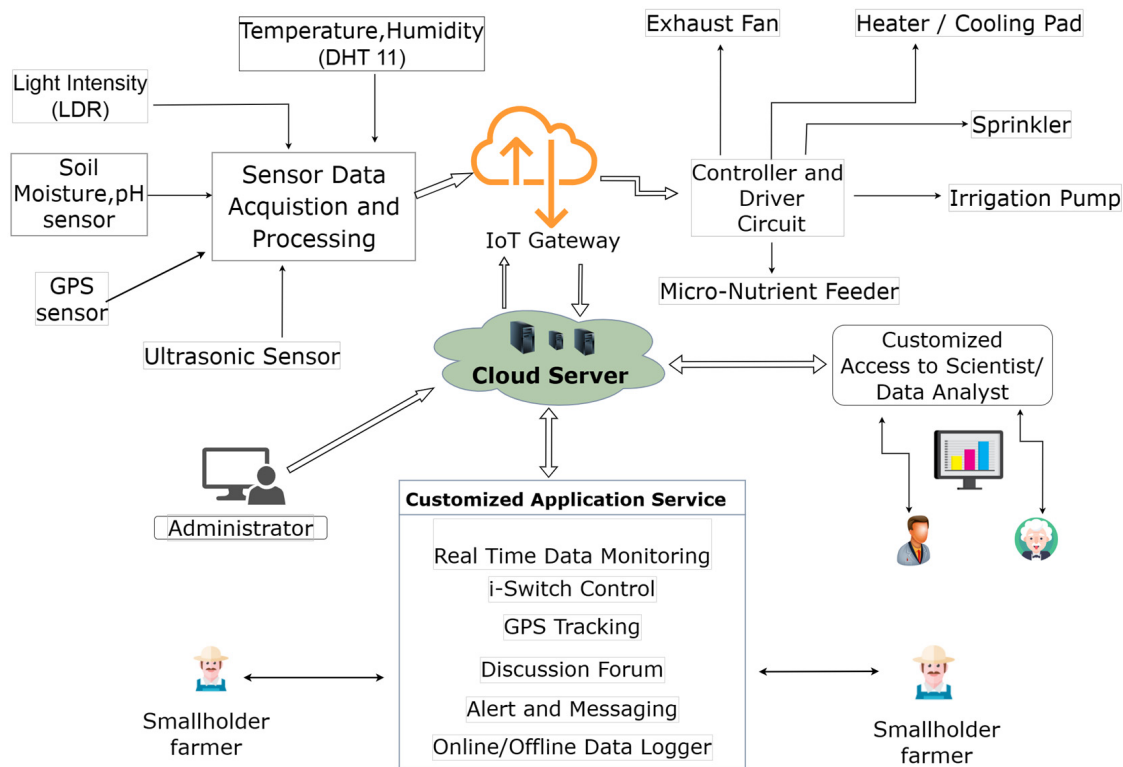 Temperature,Humidity
(DHT 11)
Exhaust Fan
Heater / Cooling Pad
Light Intensity
(LDR)
Sprinkler
Soil
Moisture,pH
sensor
Sensor Data
Acquistion and
Processing
Controller and
Driver
Circuit
Irrigation Pump
IoT Gateway
GPS
sensor
Micro-Nutrient Feeder
Ultrasonic Sensor
Cloud Server
Customized
Access to Scientist/
Data Analyst
Administrator
Customized Application Service
Real Time Data Monitoring
i-Switch Control
GPS Tracking
Discussion Forum
Alert and Messaging
Online/Offline Data Logger
Smallholder
farmer
Smallholder
farmer